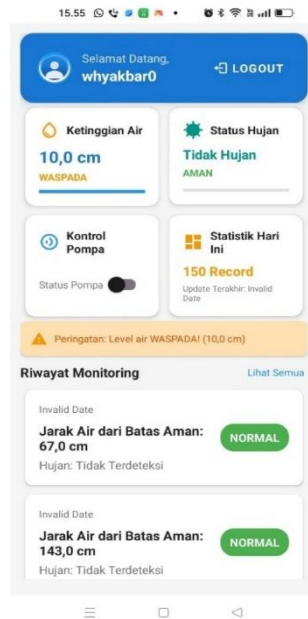 15.55
Selamat Datang,
whyakbar0
LOGOUT
Ketinggian Air
10,0 cm
WASPADA
Status Hujan
Tidak Hujan
AMAN
Kontrol
Pompa
Status Pompa
Statistik Hari
Ini
150 Record
Update Terakhir: Invalid
Date
Peringatan: Level air WASPADA! (10,0 cm)
Riwayat Monitoring
Lihat Semua
Invalid Date
Jarak Air dari Batas Aman:
67,0 cm
NORMAL
Hujan: Tidak Terdeteksi
Invalid Date
Jarak Air dari Batas Aman:
143,0 cm
NORMAL
Hujan: Tidak Terdeteksi